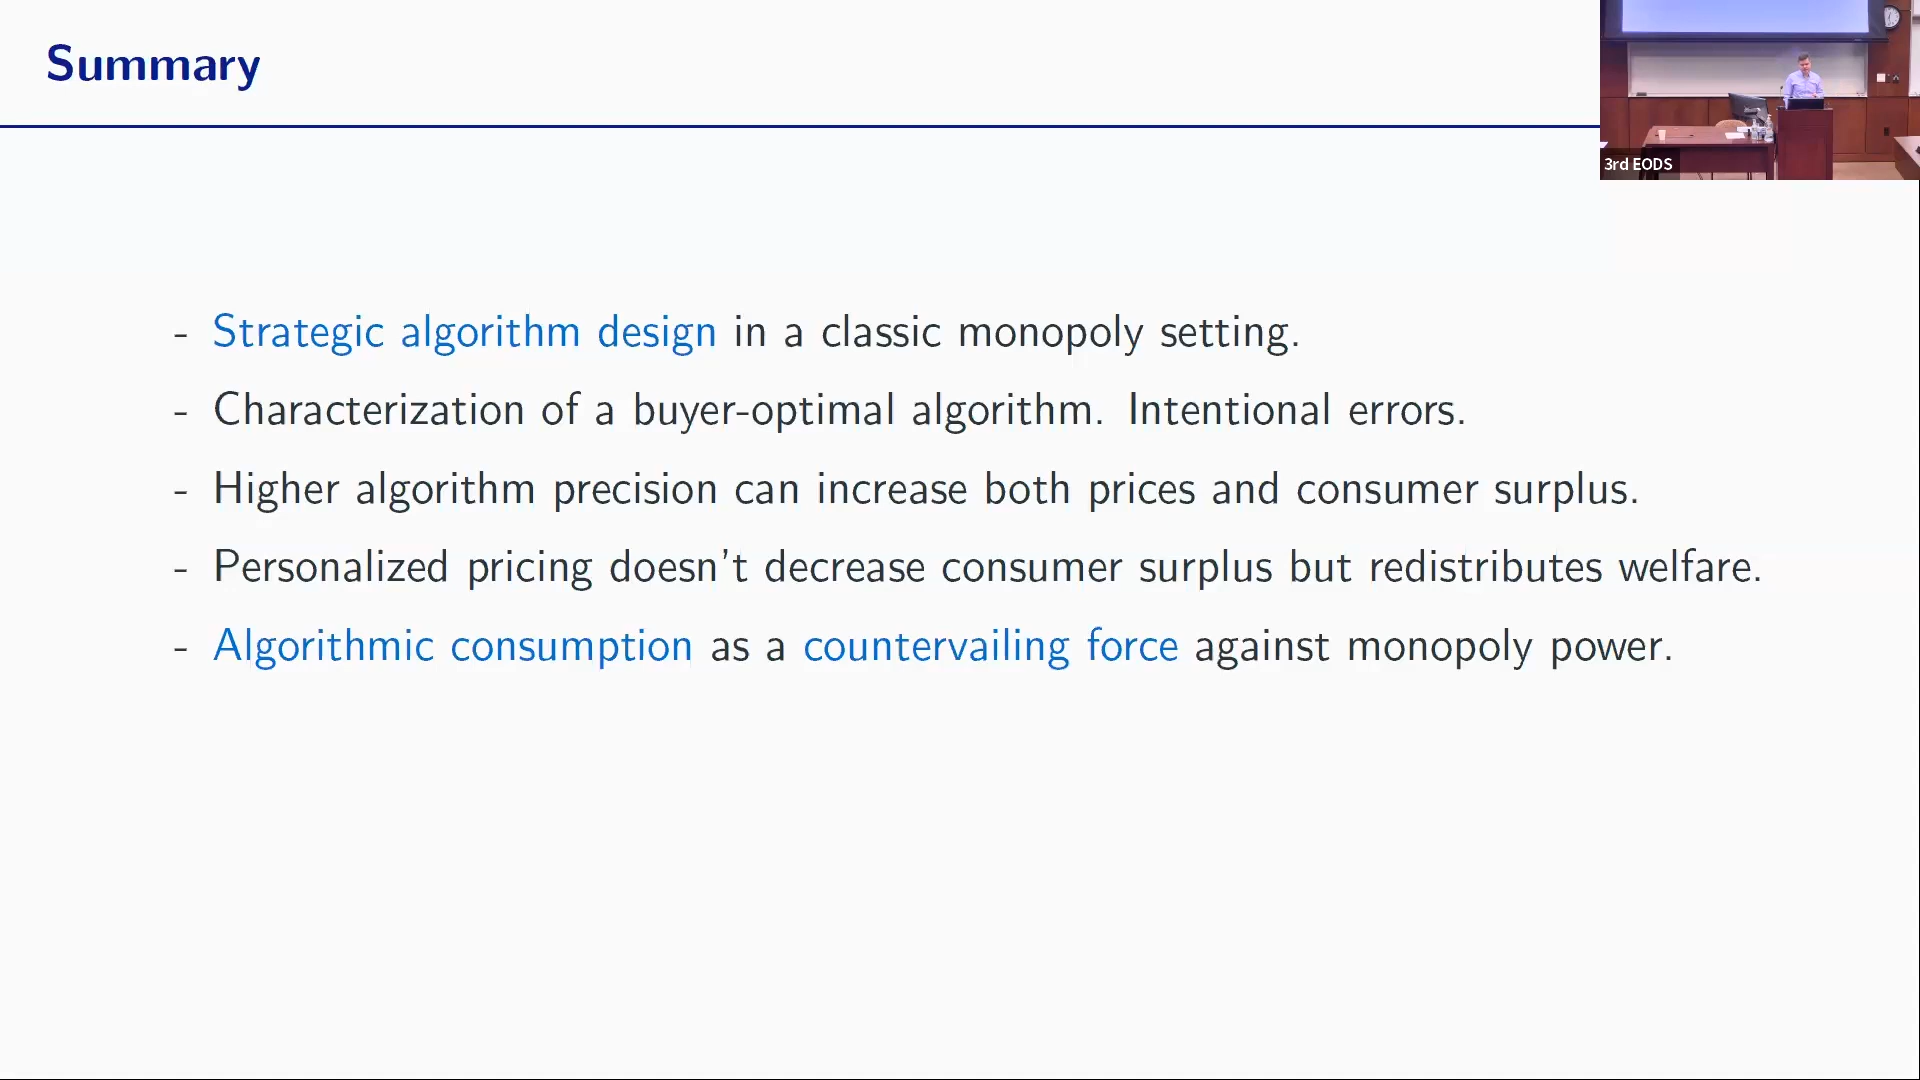 Summary
3rd EODS
- Strategic algorithm design in a classic monopoly setting.
- Characterization of a buyer-optimal algorithm. Intentional errors.
- Higher algorithm precision can increase both prices and consumer surplus.
- Personalized pricing doesn't decrease consumer surplus but redistributes welfare.
- Algorithmic consumption as a countervailing force against monopoly power.